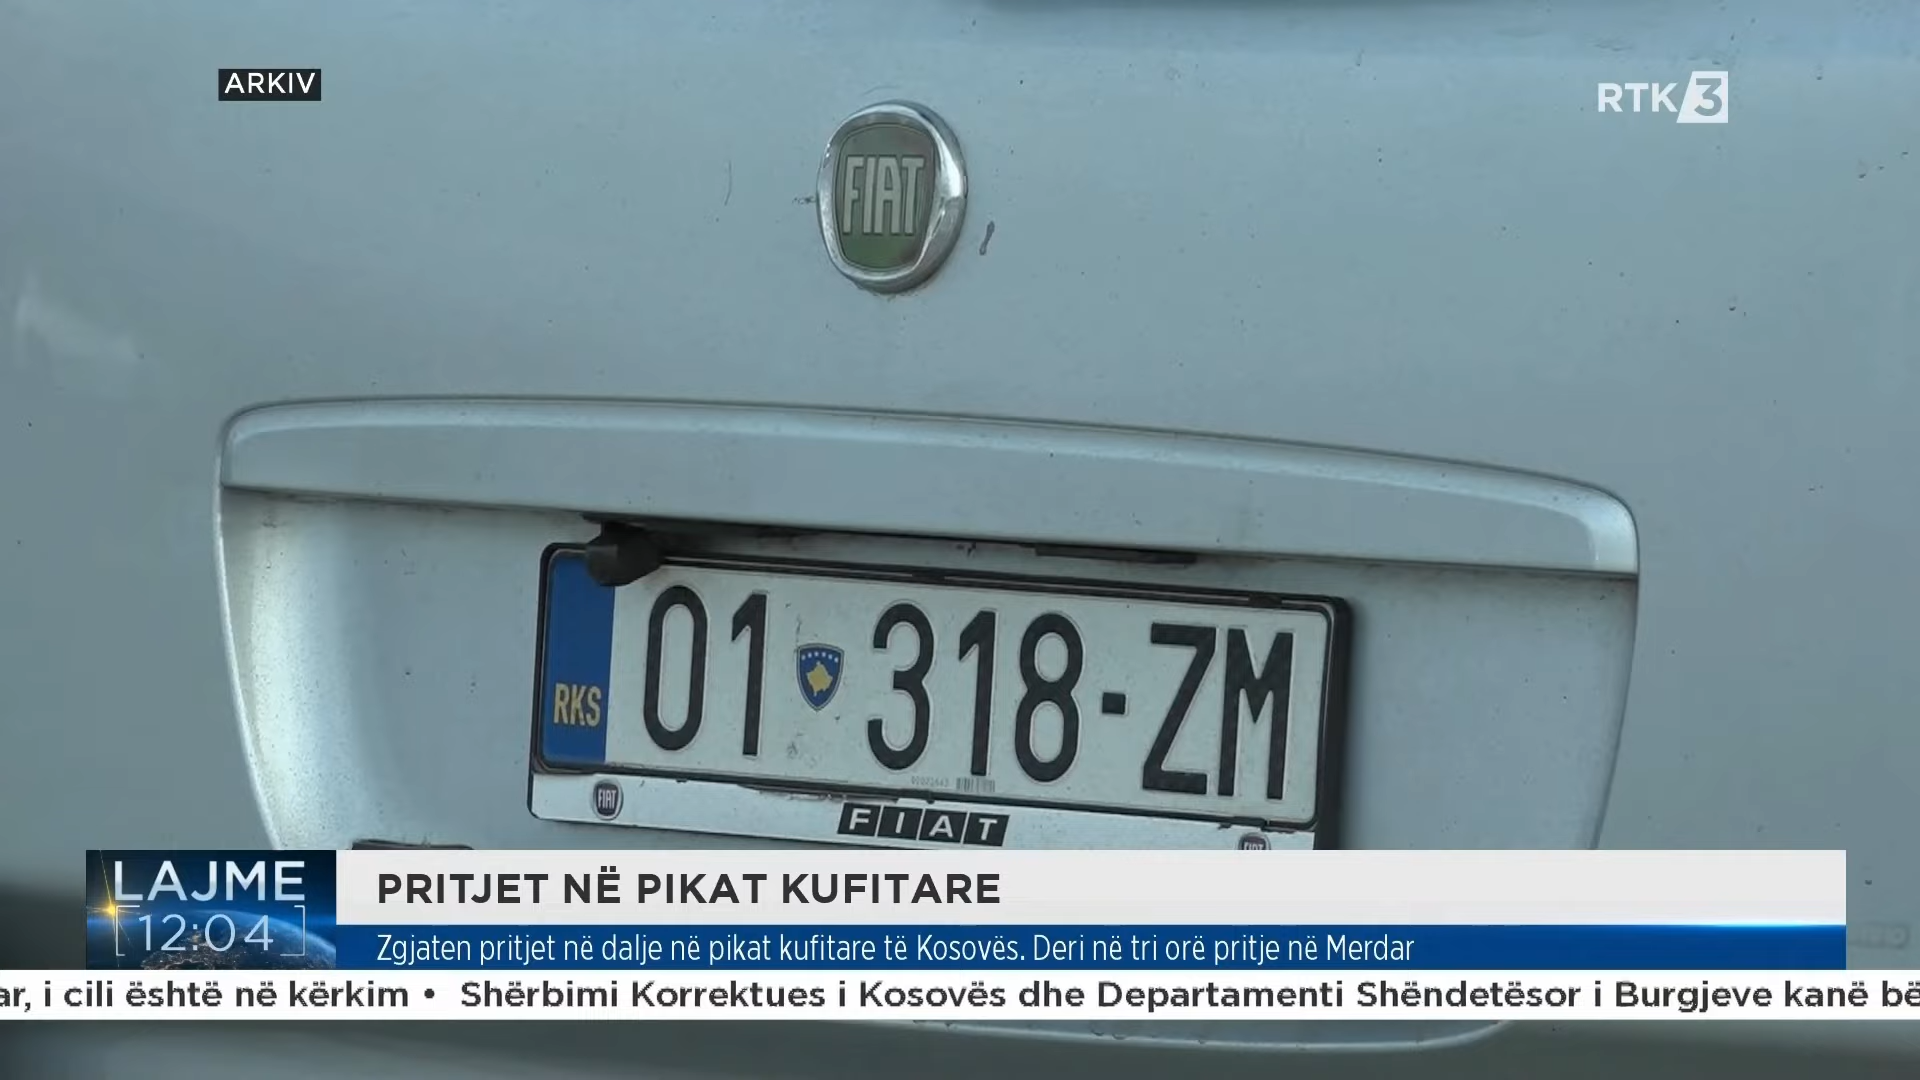 ARKIV
RTK 3
FIAT
RKS 01 318-ZM
FIAT
FIAT
LAJME
12:04
PRITJET NË PIKAT KUFITARE
Zgjaten pritjet në dalje në pikat kufitare të Kosovës. Deri në tri orë pritje në Merdar
ar, i cili është në kërkim • Shërbimi Korrektues i Kosovës dhe Departamenti Shëndetësor i Burgjeve kanë bë